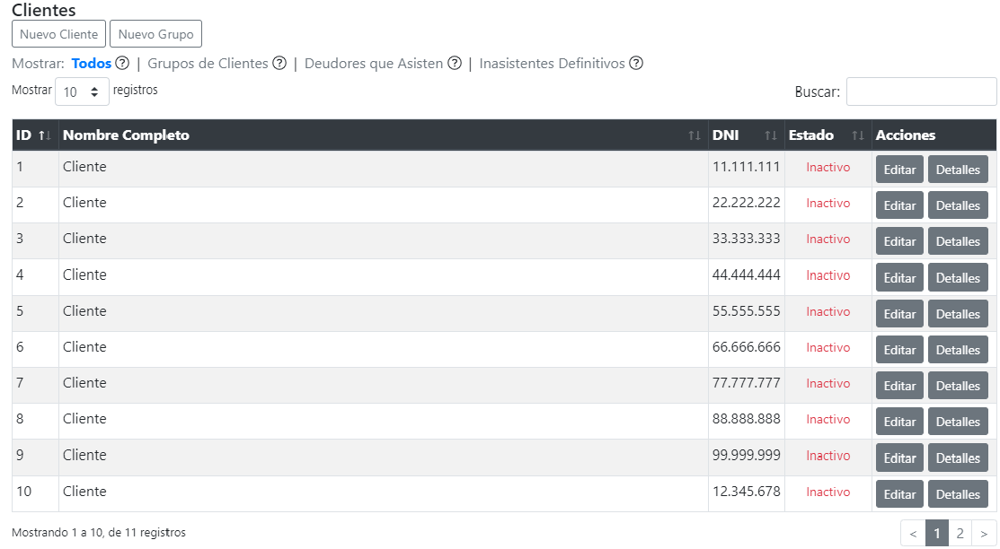 Clientes
Nuevo Cliente Nuevo Grupo
Mostrar: Todos ? | Grupos de Clientes ? | Deudores que Asisten ? | Inasistentes Definitivos ?
Mostrar 10 registros Buscar:
ID Nombre Completo DNI Estado Acciones
1 Cliente 11.111.111 Inactivo Editar Detalles
2 Cliente 22.222.222 Inactivo Editar Detalles
3 Cliente 33.333.333 Inactivo Editar Detalles
4 Cliente 44.444.444 Inactivo Editar Detalles
5 Cliente 55.555.555 Inactivo Editar Detalles
6 Cliente 66.666.666 Inactivo Editar Detalles
7 Cliente 77.777.777 Inactivo Editar Detalles
8 Cliente 88.888.888 Inactivo Editar Detalles
9 Cliente 99.999.999 Inactivo Editar Detalles
10 Cliente 12.345.678 Inactivo Editar Detalles
Mostrando 1 a 10, de 11 registros < 1 2 >